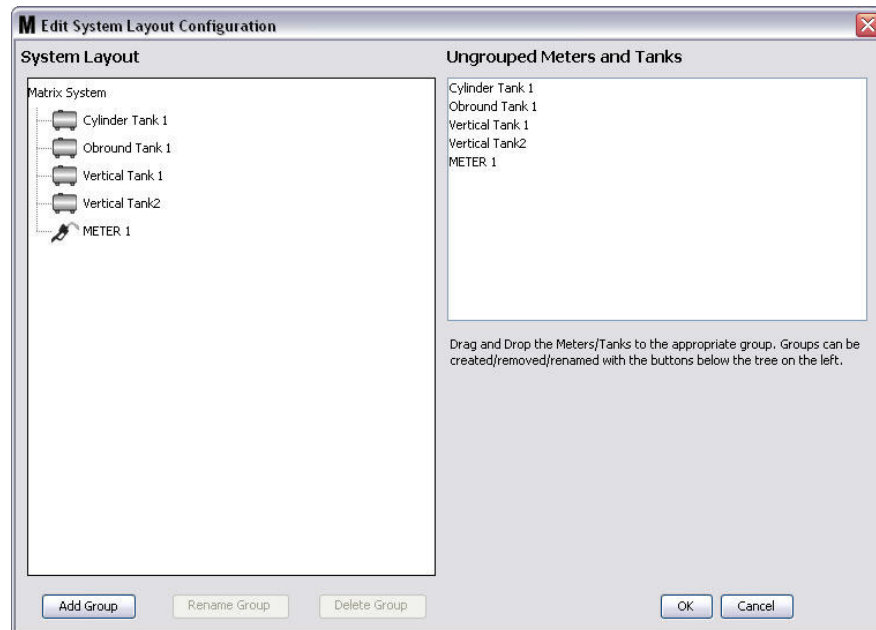 M Edit System Layout Configuration
System Layout
Matrix System
Cylinder Tank 1
Obround Tank 1
Vertical Tank 1
Vertical Tank2
METER 1
Add Group
Rename Group
Delete Group
Ungrouped Meters and Tanks
Cylinder Tank 1
Obround Tank 1
Vertical Tank 1
Vertical Tank2
METER 1
Drag and Drop the Meters/Tanks to the appropriate group. Groups can be
created/removed/renamed with the buttons below the tree on the left.
OK
Cancel